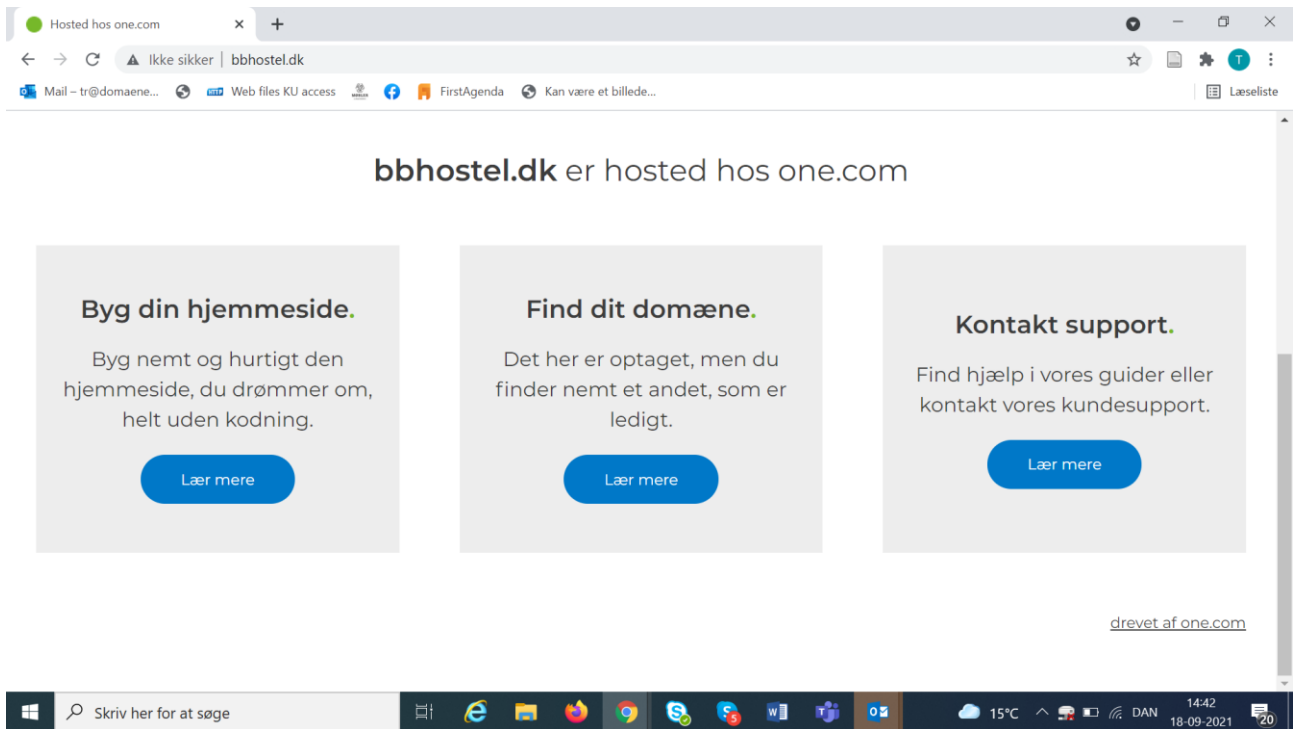 Hosted hos one.com
Ikke sikker | bbhostel.dk
T
Mail – tr@domaene...
Web files KU access
FirstAgenda
Kan være et billede...
Læseliste
bbhostel.dk er hosted hos one.com
Byg din hjemmeside.
Byg nemt og hurtigt den
hjemmeside, du drømmer om,
helt uden kodning.
Lær mere
Find dit domæne.
Det her er optaget, men du
finder nemt et andet, som er
ledigt.
Lær mere
Kontakt support.
Find hjælp i vores guider eller
kontakt vores kundesupport.
Lær mere
drevet af one.com
Skriv her for at søge
15°C
DAN
14:42
18-09-2021
20